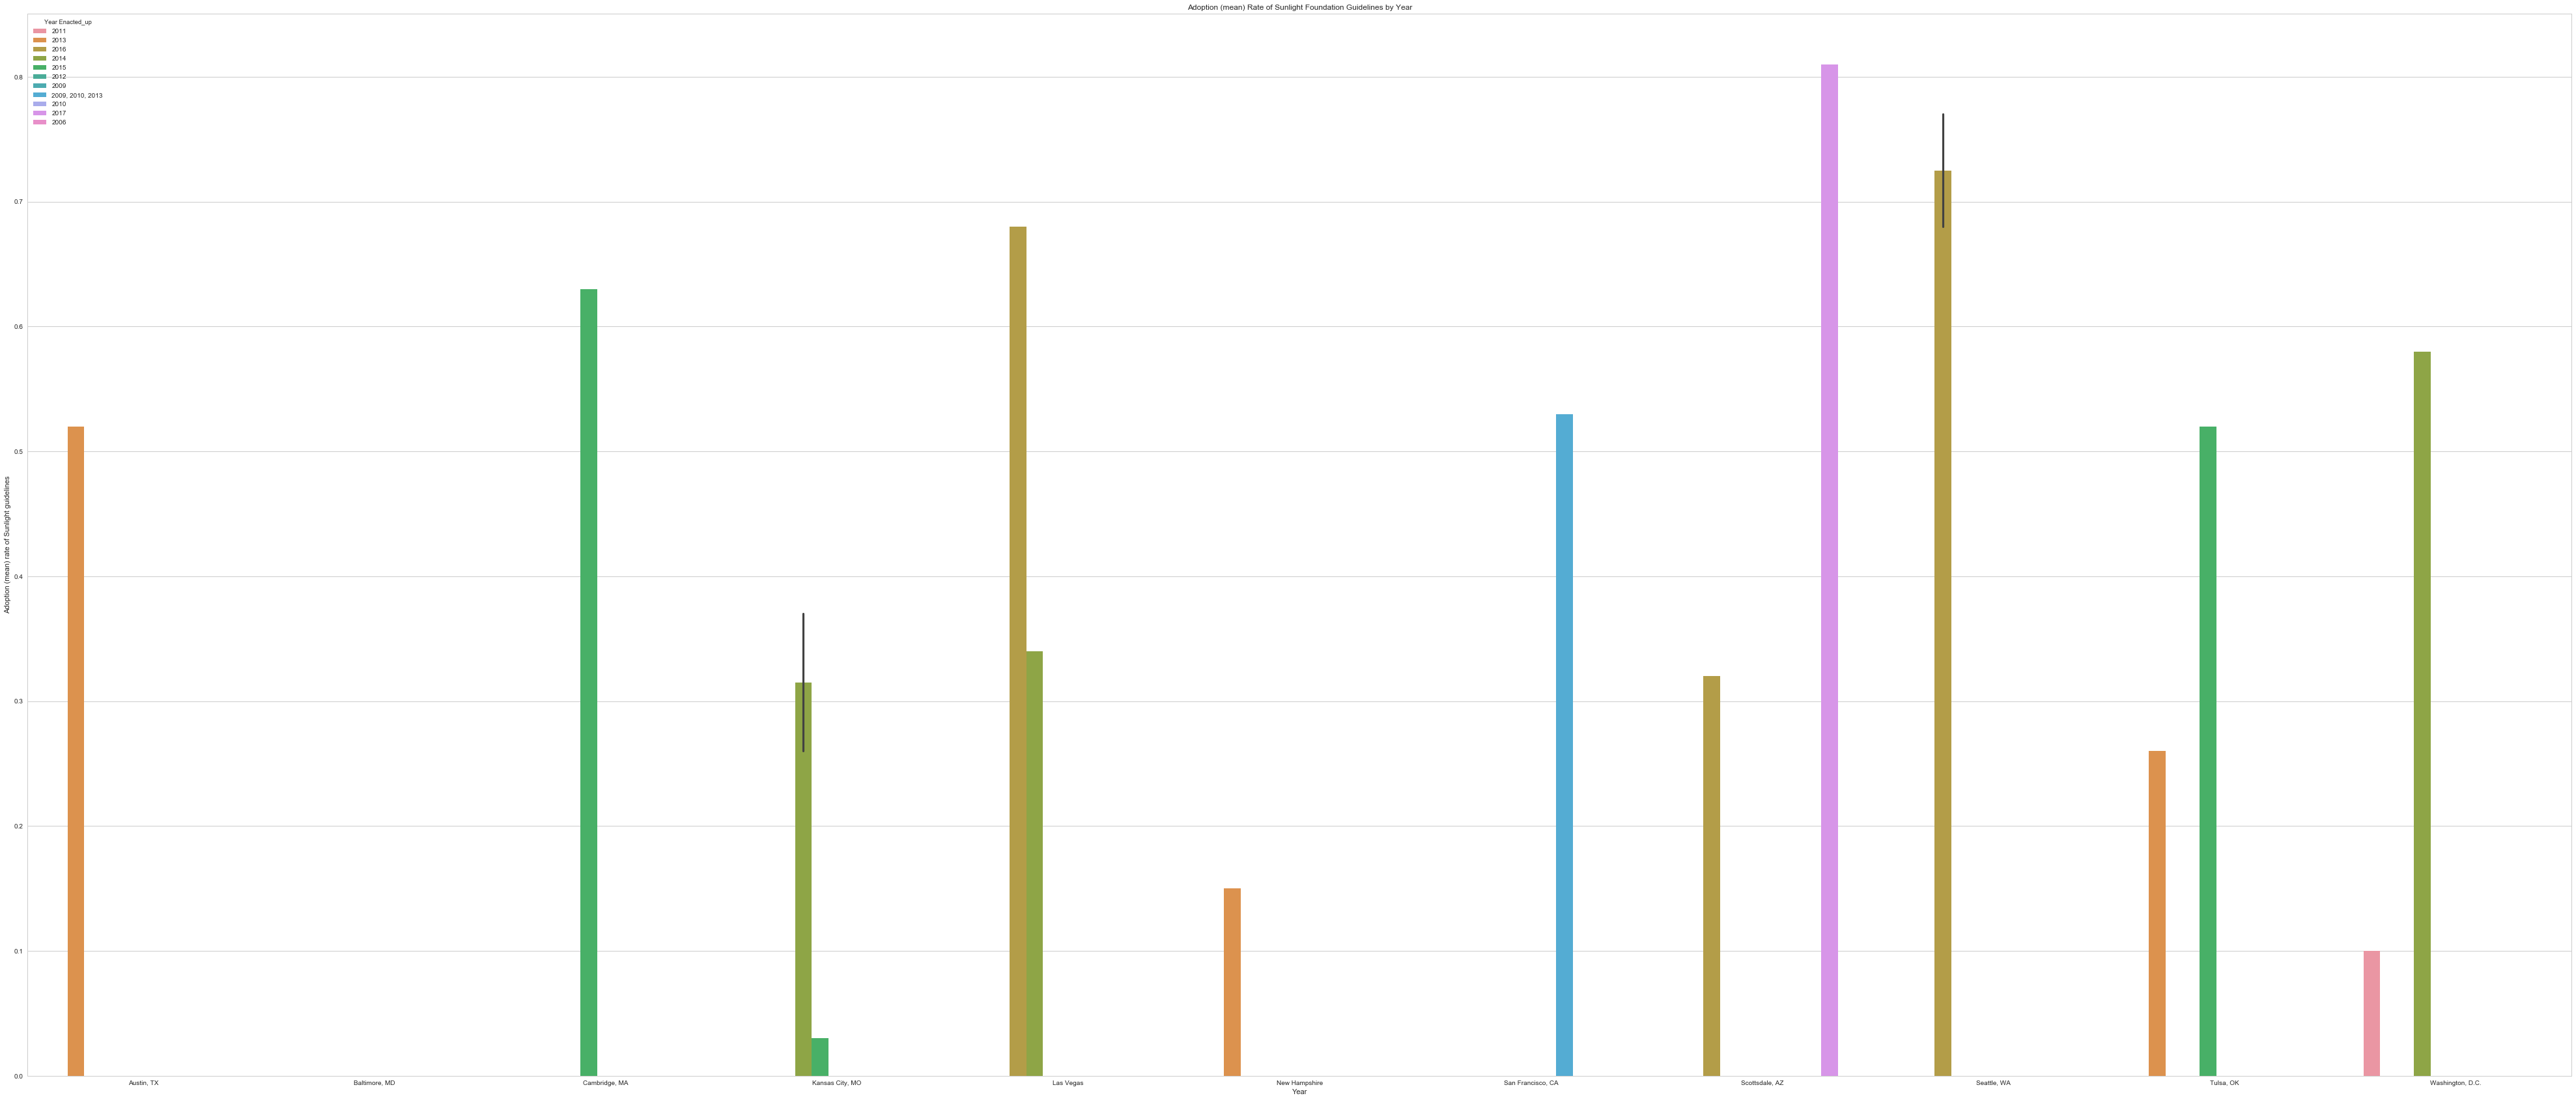 Adoption (mean) Rate of Sunlight Foundation Guidelines by Year
Year Enacted_up
2011
2013
2016
2014
2015
2012
2009
2009, 2010, 2013
2010
2017
2006
Adoption (mean) rate of Sunlight guidelines
0.8
0.7
0.6
0.5
0.4
0.3
0.2
0.1
0.0
Austin, TX
Baltimore, MD
Cambridge, MA
Kansas City, MO
Las Vegas
New Hampshire
San Francisco, CA
Scottsdale, AZ
Seattle, WA
Tulsa, OK
Washington, D.C.
Year